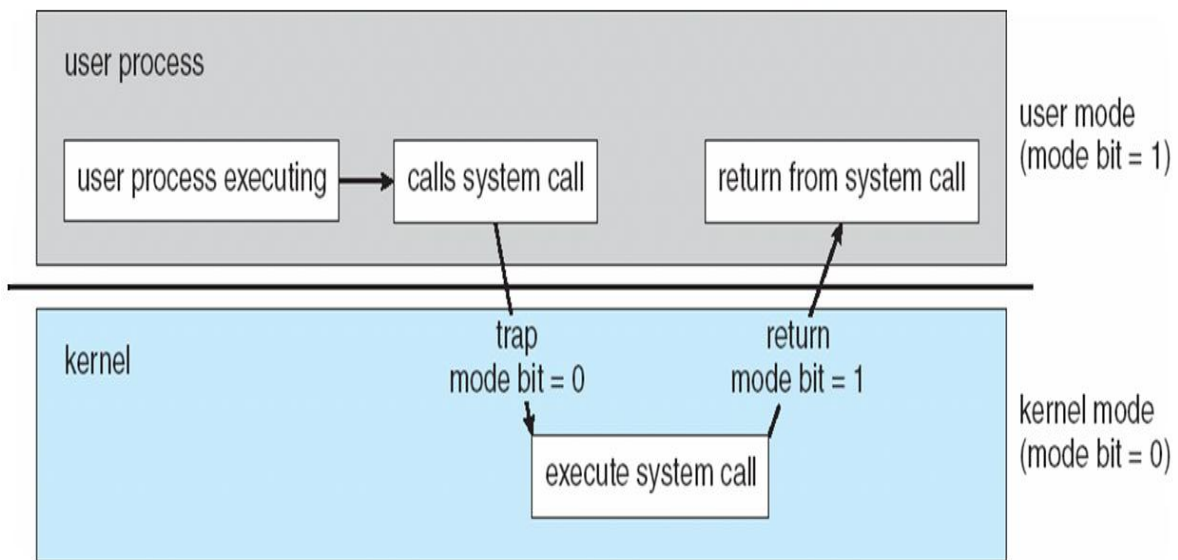 user process
user process executing
calls system call
return from system call
user mode
(mode bit = 1)
trap
mode bit = 0
return
mode bit = 1
kernel
execute system call
kernel mode
(mode bit = 0)